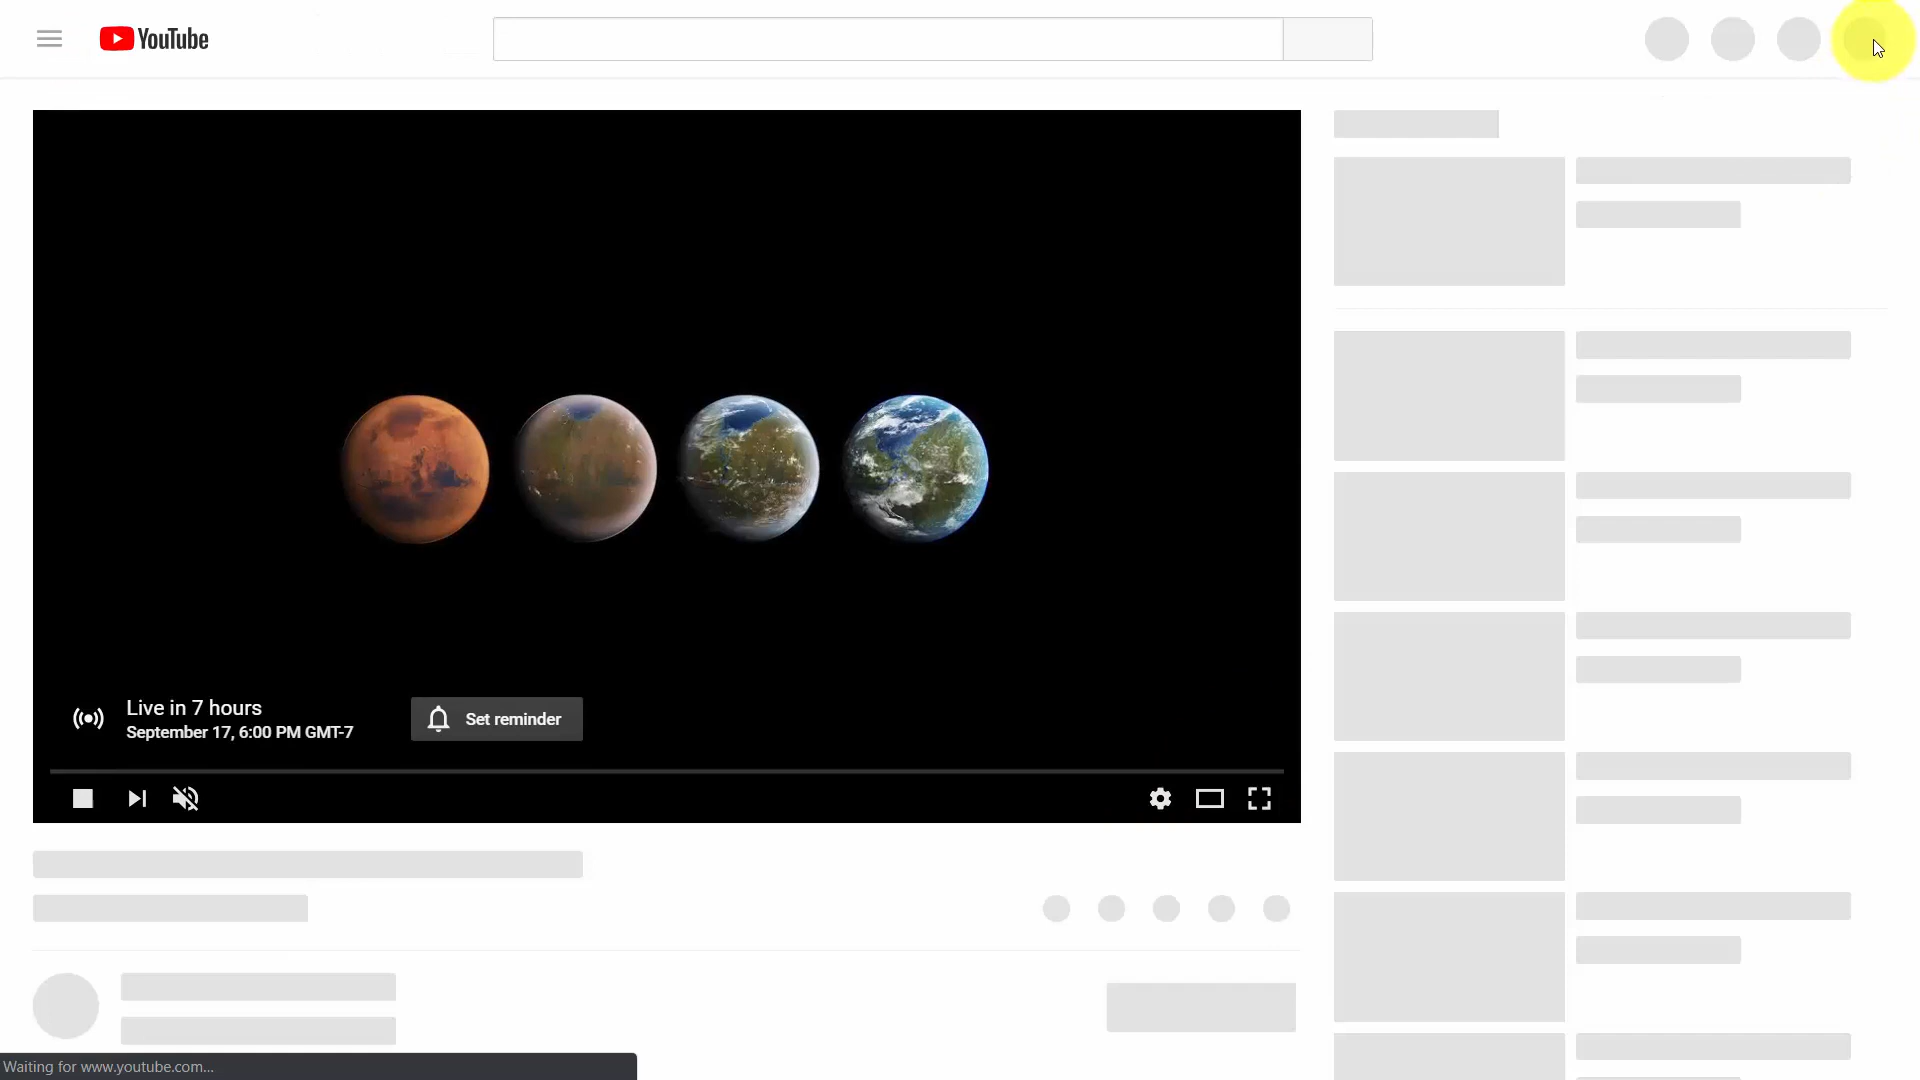 YouTube
Live in 7 hours
September 17, 6:00 PM GMT-7
Set reminder
Waiting for www.youtube.com...